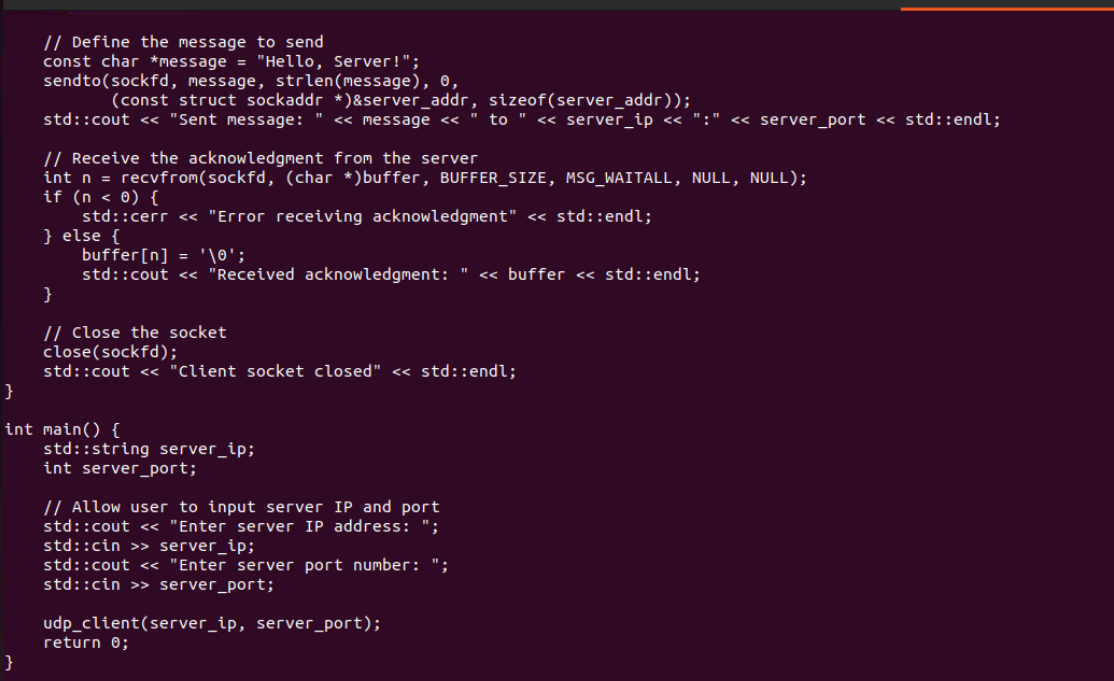 // Define the message to send
    const char *message = "Hello, Server!";
    sendto(sockfd, message, strlen(message), 0,
           (const struct sockaddr *)&server_addr, sizeof(server_addr));
    std::cout << "Sent message: " << message << " to " << server_ip << ":" << server_port << std::endl;

    // Receive the acknowledgment from the server
    int n = recvfrom(sockfd, (char *)buffer, BUFFER_SIZE, MSG_WAITALL, NULL, NULL);
    if (n < 0) {
        std::cerr << "Error receiving acknowledgment" << std::endl;
    } else {
        buffer[n] = '\0';
        std::cout << "Received acknowledgment: " << buffer << std::endl;
    }

    // Close the socket
    close(sockfd);
    std::cout << "Client socket closed" << std::endl;
}

int main() {
    std::string server_ip;
    int server_port;

    // Allow user to input server IP and port
    std::cout << "Enter server IP address: ";
    std::cin >> server_ip;
    std::cout << "Enter server port number: ";
    std::cin >> server_port;

    udp_client(server_ip, server_port);
    return 0;
}